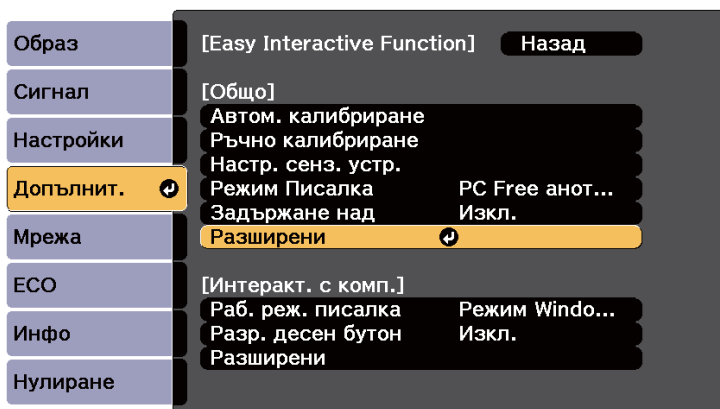 Образ
Сигнал
Настройки
Допълнит.
Мрежа
ECO
Инфо
Нулиране
[Easy Interactive Function] Назад
[Общо]
Автом. калибриране
Ръчно калибриране
Настр. сенз. устр.
Режим Писалка PC Free анот...
Задържане над Изкл.
Разширени
[Интеракт. с комп.]
Раб. реж. писалка Режим Windo...
Разр. десен бутон Изкл.
Разширени